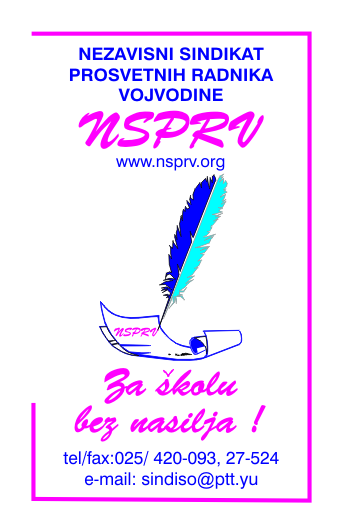 NEZAVISNI SINDIKAT
PROSVETNIH RADNIKA
VOJVODINE
NSPRV
www.nsprv.org
NSPRV
Za školu
bez nasilja !
tel/fax:025/ 420-093, 27-524
e-mail: sindiso@ptt.yu